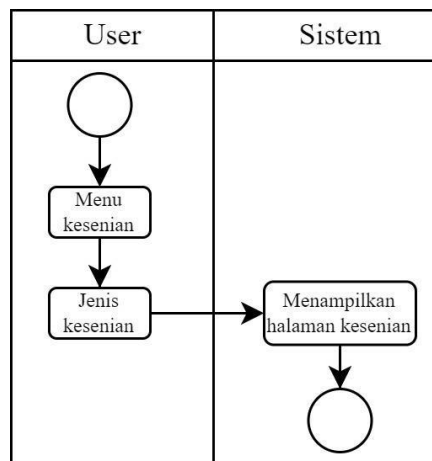 User
Sistem
Menu
kesenian
Jenis
kesenian
Menampilkan
halaman kesenian